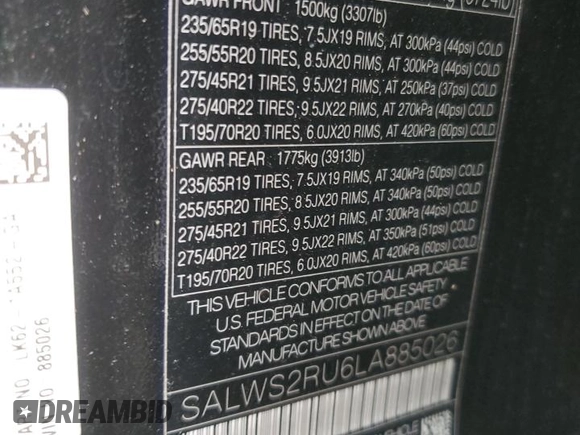 GAWR FRONT 1500kg (3307lb)
235/65R19 TIRES, 7.5JX19 RIMS, AT 300kPa (44psi) COLD
255/55R20 TIRES, 8.5JX20 RIMS, AT 300kPa (44psi) COLD
275/45R21 TIRES, 9.5JX21 RIMS, AT 250kPa (37psi) COLD
275/40R22 TIRES, 9.5JX22 RIMS, AT 270kPa (40psi) COLD
T195/70R20 TIRES, 6.0JX20 RIMS, AT 420kPa (60psi) COLD
GAWR REAR 1775kg (3913lb)
235/65R19 TIRES, 7.5JX19 RIMS, AT 340kPa (50psi) COLD
255/55R20 TIRES, 8.5JX20 RIMS, AT 340kPa (50psi) COLD
275/45R21 TIRES, 9.5JX21 RIMS, AT 300kPa (44psi) COLD
275/40R22 TIRES, 9.5JX22 RIMS, AT 350kPa (51psi) COLD
T195/70R20 TIRES, 6.0JX20 RIMS, AT 420kPa (60psi) COLD
THIS VEHICLE CONFORMS TO ALL APPLICABLE
U.S. FEDERAL MOTOR VEHICLE SAFETY
STANDARDS IN EFFECT ON THE DATE OF
MANUFACTURE SHOWN ABOVE
SALWS2RU6LA885026
885026
DREAMBID